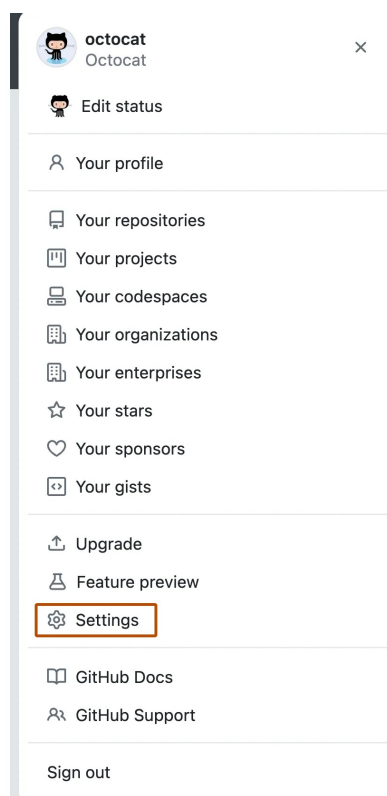 octocat
Octocat
Edit status
Your profile
Your repositories
Your projects
Your codespaces
Your organizations
Your enterprises
Your stars
Your sponsors
Your gists
Upgrade
Feature preview
Settings
GitHub Docs
GitHub Support
Sign out